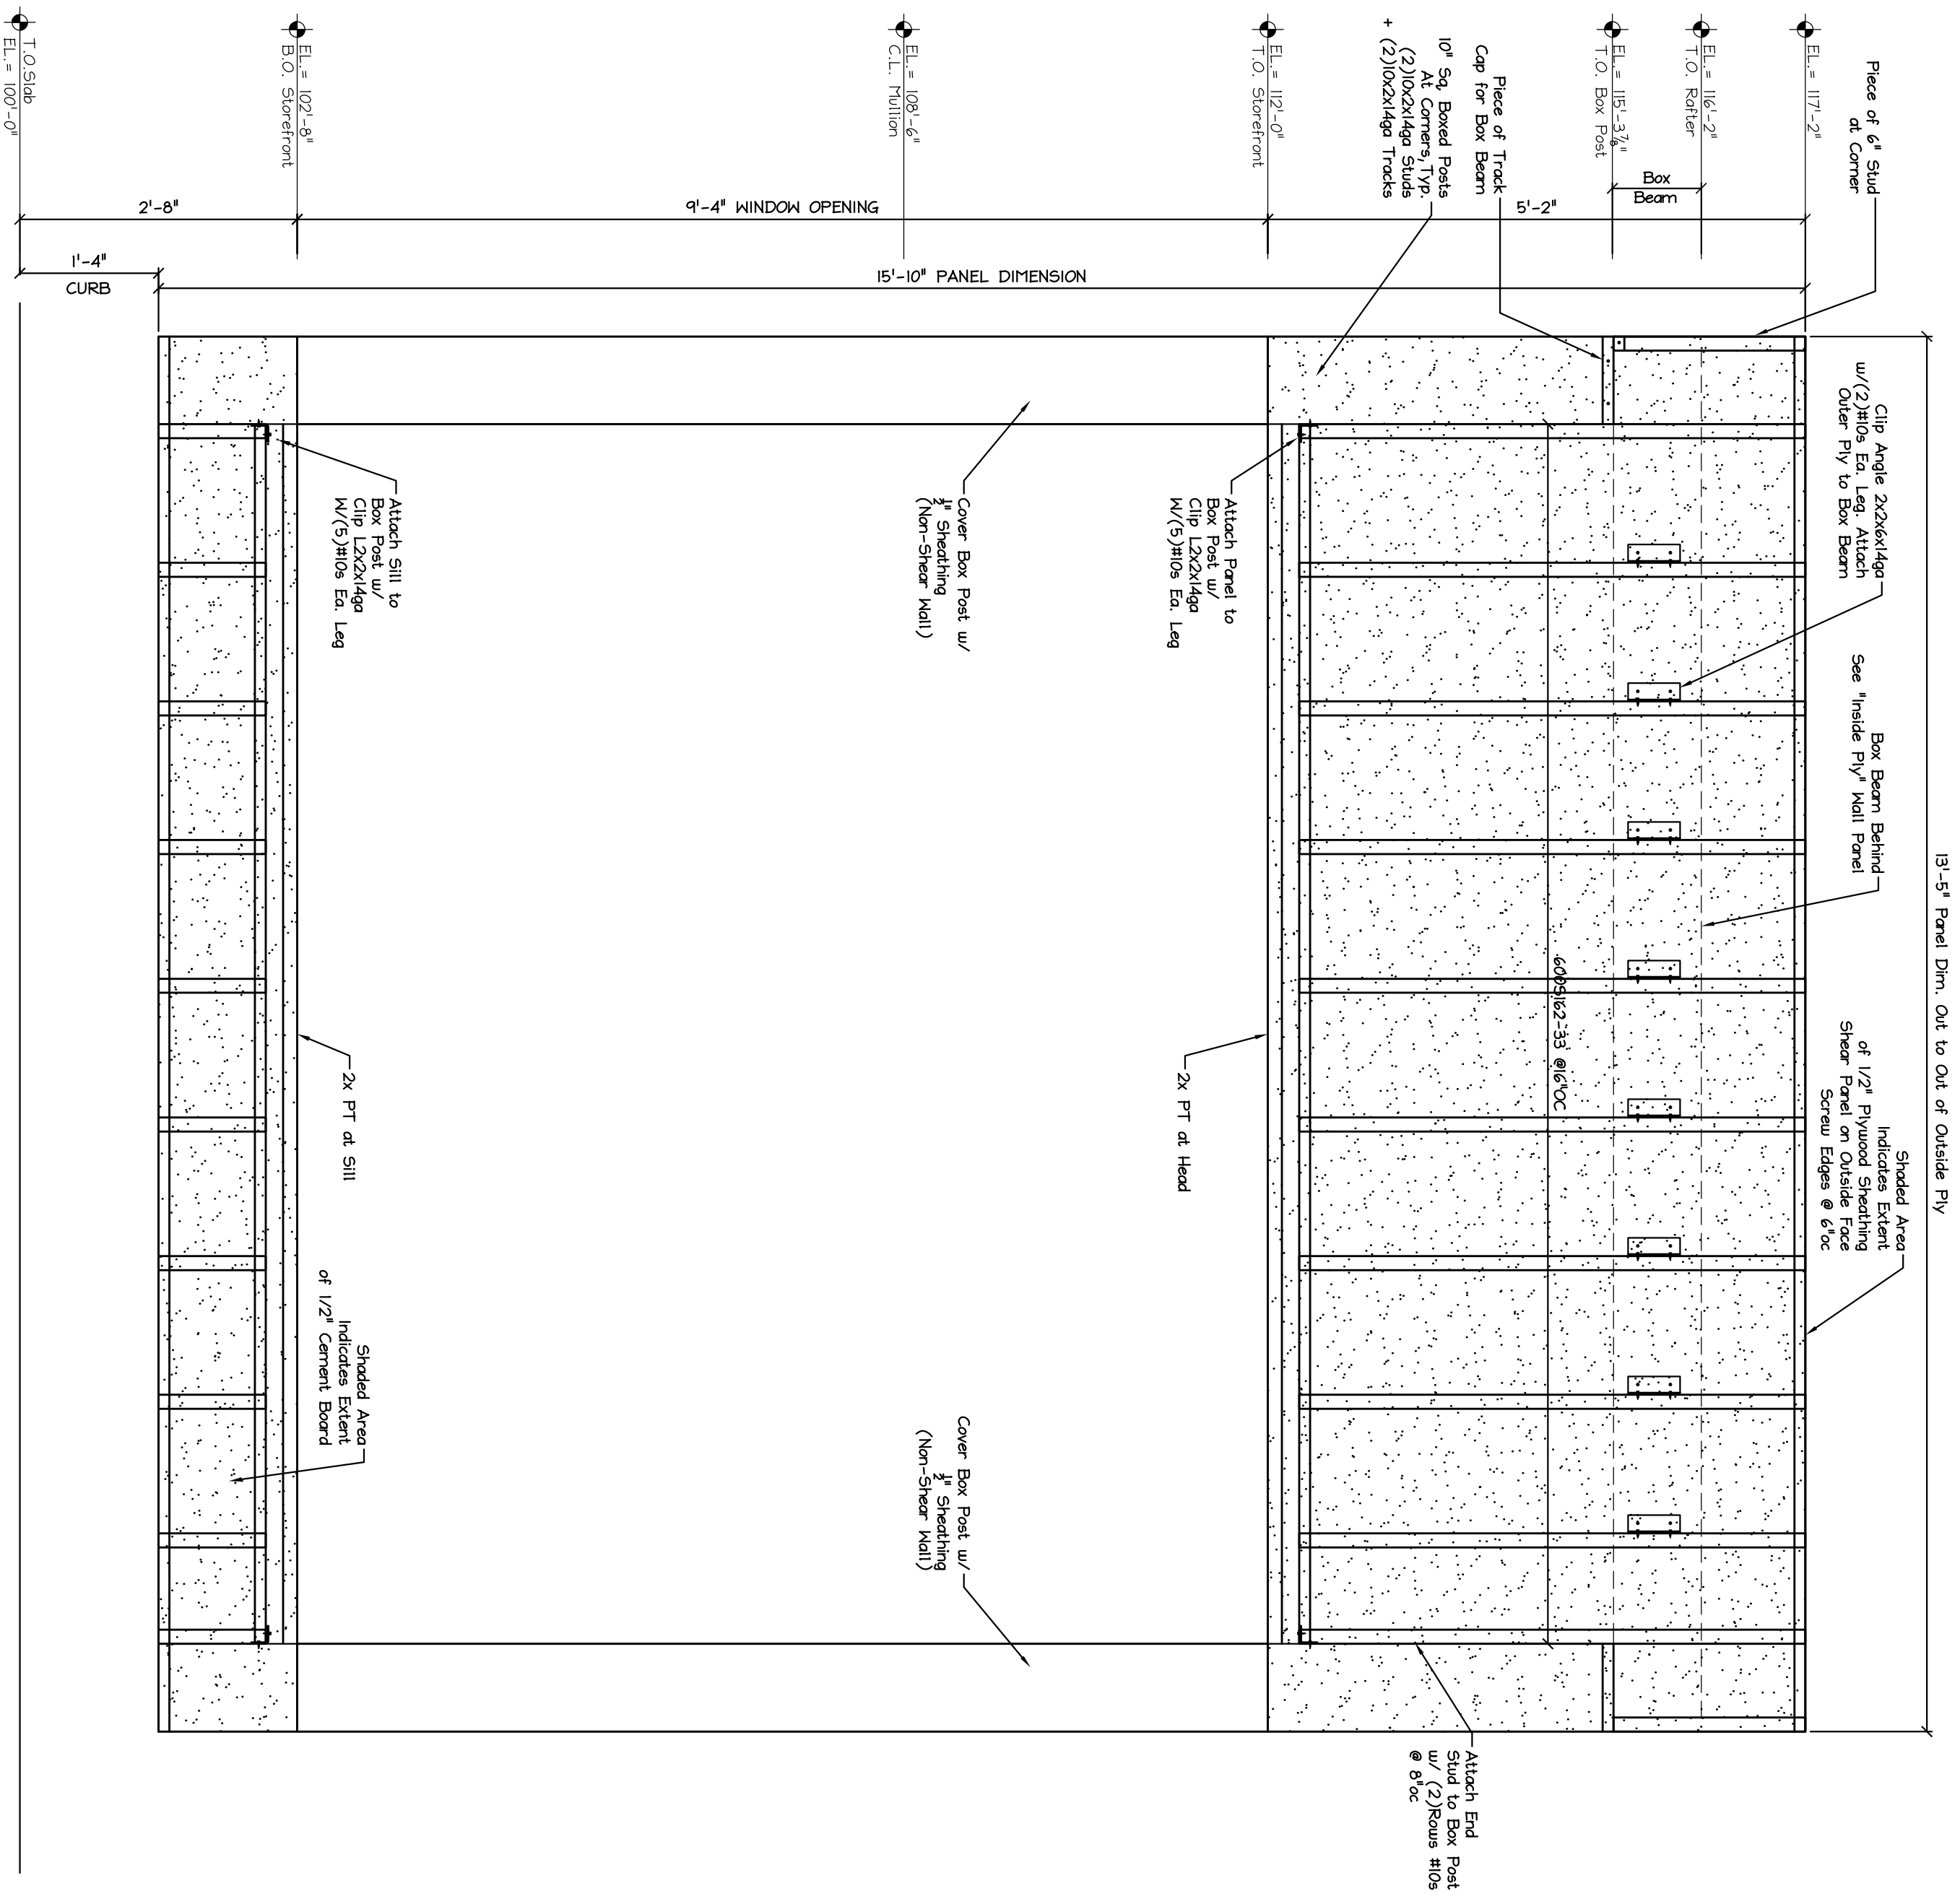 13'-5" Panel Dim. Out to Out of Outside Ply
Piece of 6" Stud
at Corner
Clip Angle 2x2x6x14ga
w/(2)#10s Ea. Leg. Attach
Outer Ply to Box Beam
Box Beam Behind
See "Inside Ply" Wall Panel
Shaded Area
Indicates Extent
of 1/2" Plywood Sheathing
Shear Panel on Outside Face
Screw Edges @ 6"oc
EL.= 117'-2"
EL.= 116'-2"
T.O. Rafter
EL.= 115'-3⅞"
T.O. Box Post
Box
Beam
5'-2"
Piece of Track
Cap for Box Beam
10" Sq. Boxed Posts
At Corners, Typ.
(2)10x2x14ga Studs
+ (2)10x2x14ga Tracks
600S162-33 @16"OC
Attach End
Stud to Box Post
w/ (2)Rows #10s
@ 8"oc
EL.= 112'-0"
T.O. Storefront
Attach Panel to
Box Post w/
Clip L2x2x14ga
W/(5)#10s Ea. Leg
2x PT at Head
15'-10" PANEL DIMENSION
EL.= 108'-6"
C.L. Mullion
9'-4" WINDOW OPENING
Cover Box Post w/
½" Sheathing
(Non-Shear Wall)
Cover Box Post w/
½" Sheathing
(Non-Shear Wall)
EL.= 102'-8"
B.O. Storefront
Attach Sill to
Box Post w/
Clip L2x2x14ga
W/(5)#10s Ea. Leg
2x PT at Sill
Shaded Area
Indicates Extent
of 1/2" Cement Board
2'-8"
1'-4"
CURB
T.O.Slab
EL.= 100'-0"